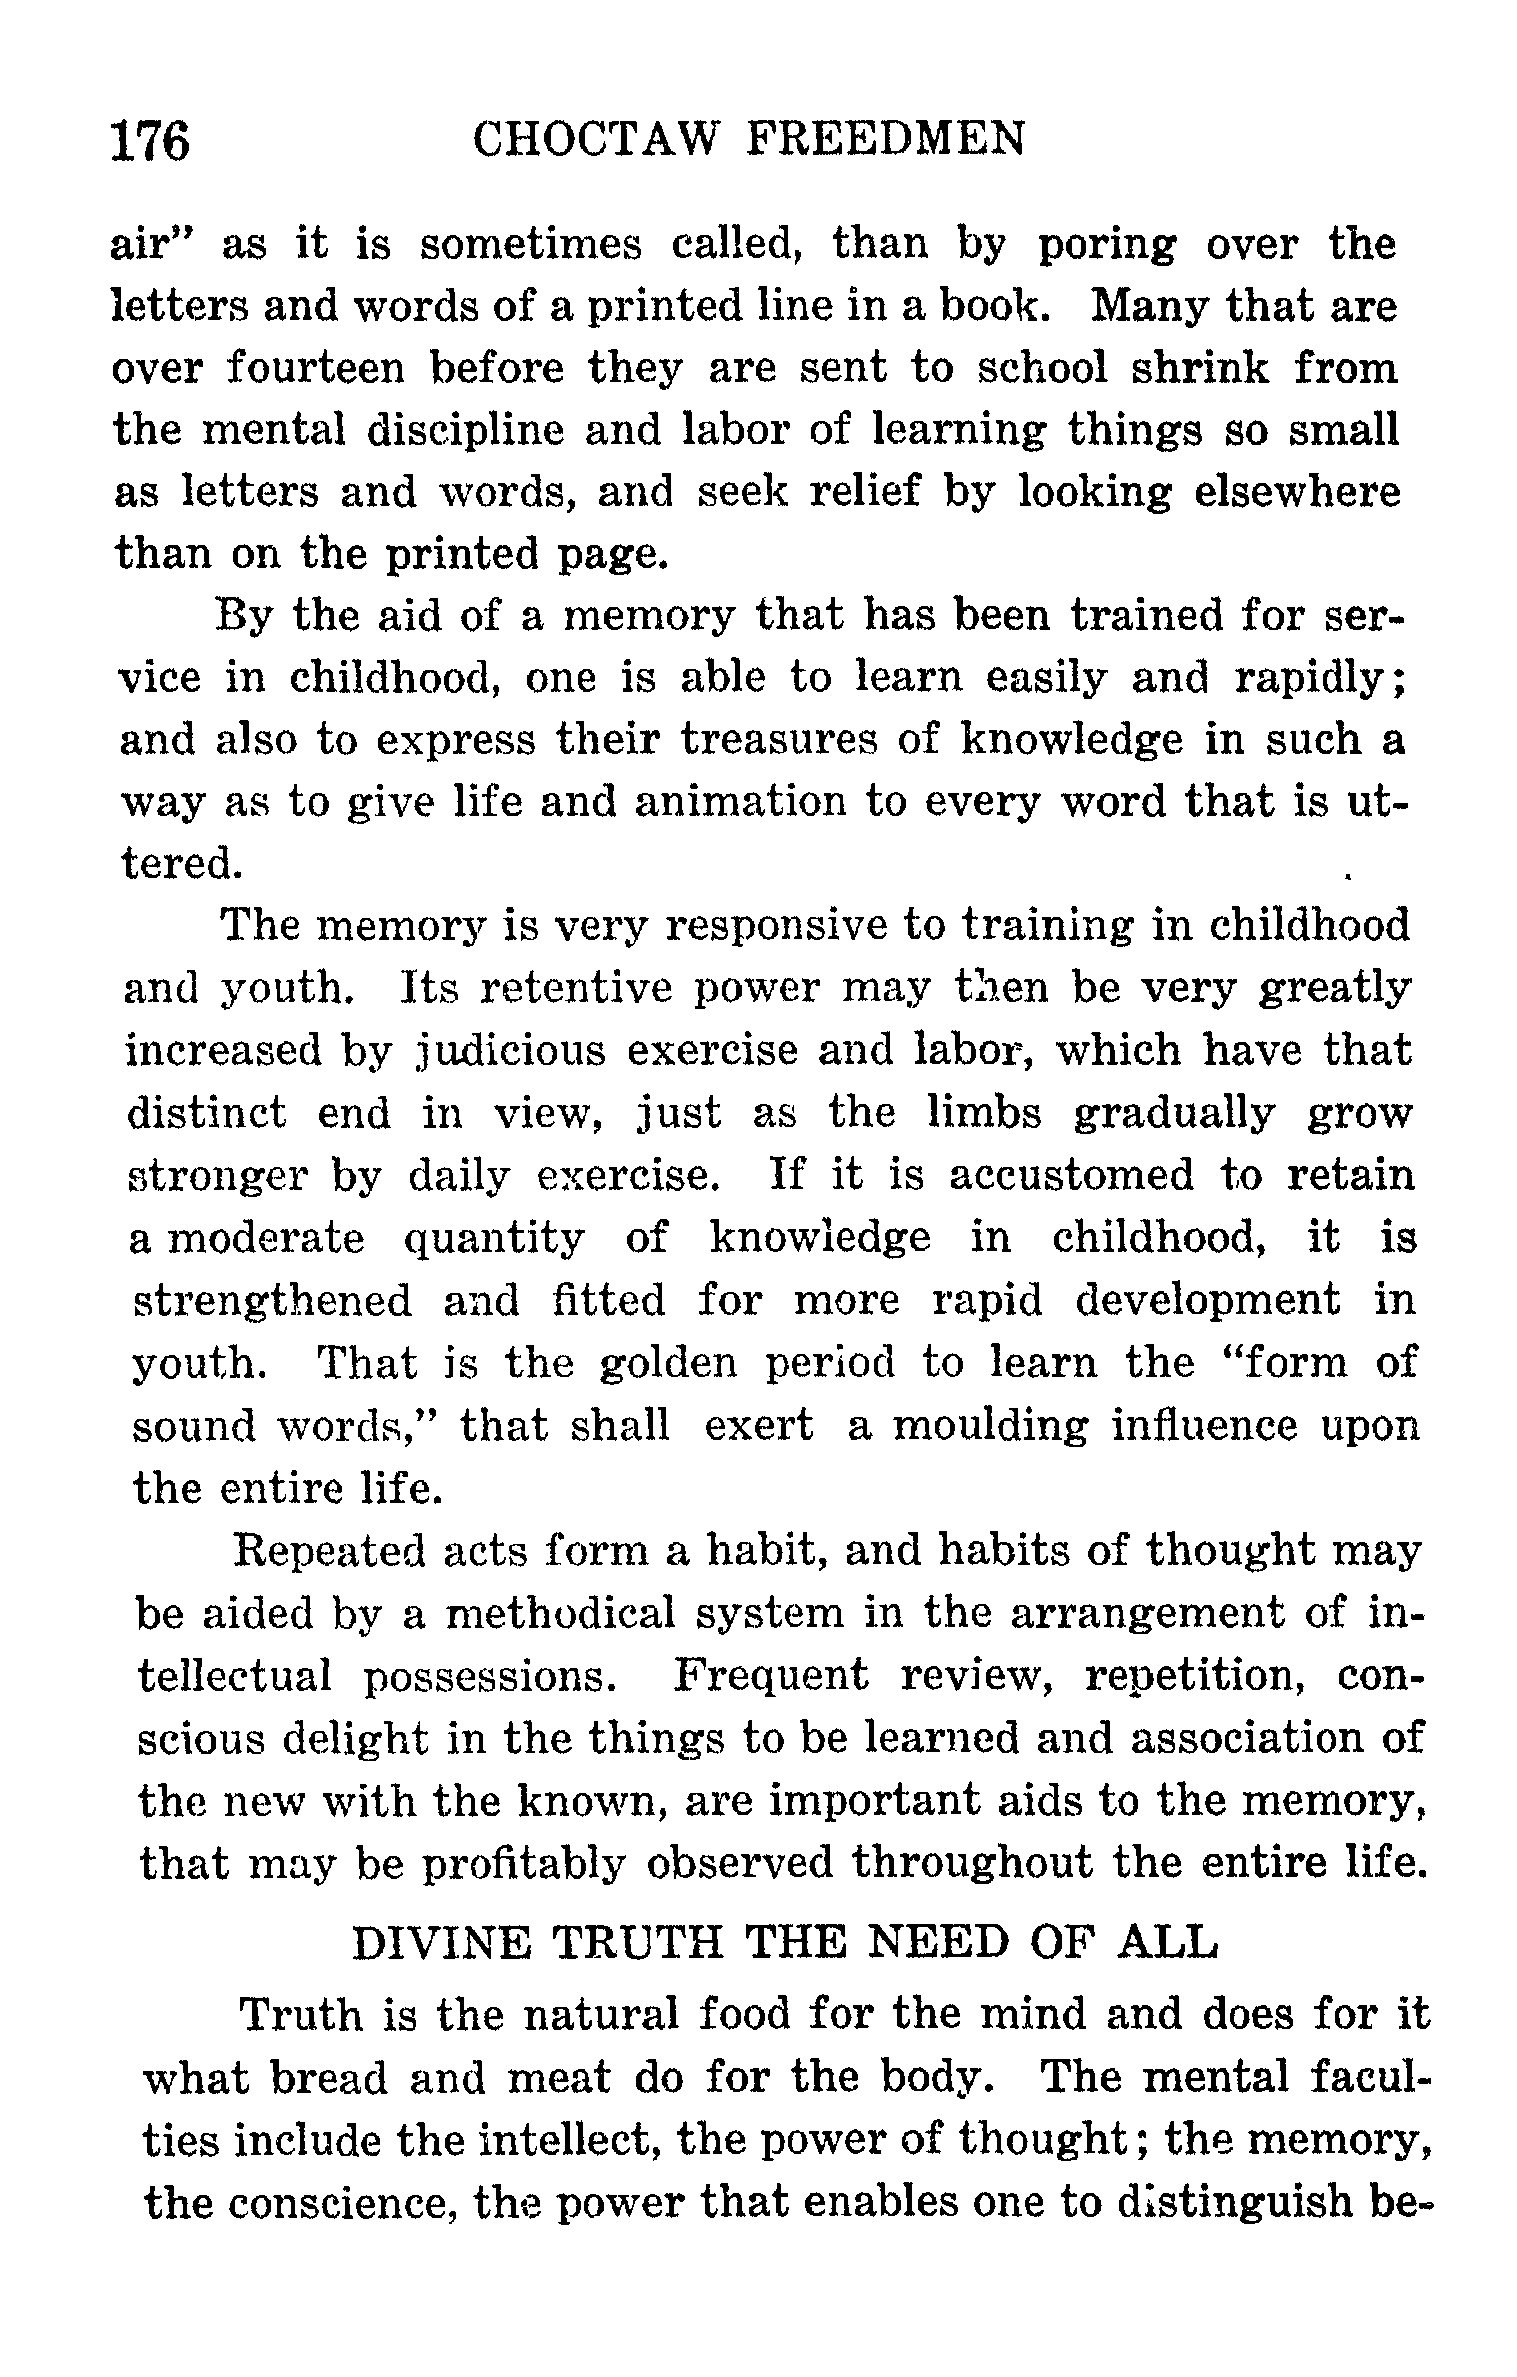 176 CHOCTAW FREEDMEN
air” as it is sometimes called, than by poring over the
letters and words of a printed line in a book. Many that are
over fourteen before they are sent to school shrink from
the mental discipline and labor of learning things so small
as letters and words, and seek relief by looking elsewhere
than on the printed page.
By the aid of a memory that has been trained for ser-
vice in childhood, one is able to learn easily and rapidly;
and also to express their treasures of knowledge in such a
way as to give life and animation to every word that is ut-
tered.
The memory is very responsive to training in childhood
and youth. Its retentive power may then be very greatly
increased by judicious exercise and labor, which have that
distinct end in view, just as the limbs gradually grow
stronger by daily exercise. If it is accustomed to retain
a moderate quantity of knowledge in childhood, it is
strengthened and fitted for more rapid development in
youth. That is the golden period to learn the “form of
sound words,” that shall exert a moulding influence upon
the entire life.
Repeated acts form a habit, and habits of thought may
be aided by a methodical system in the arrangement of in-
tellectual possessions. Frequent review, repetition, con-
scious delight in the things to be learned and association of
the new with the known, are important aids to the memory,
that may be profitably observed throughout the entire life.
DIVINE TRUTH THE NEED OF ALL
Truth is the natural food for the mind and does for it
what bread and meat do for the body. The mental facul-
ties include the intellect, the power of thought; the memory,
the conscience, the power that enables one to distinguish be-